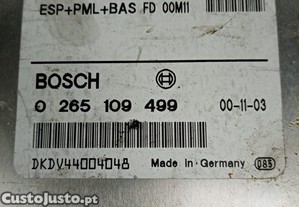 ESP+PML+BAS FD 00M11
BOSCH
0 265 109 499 00-11-03
DKDV44004048 Made in Germany 085
CustoJusto.pt